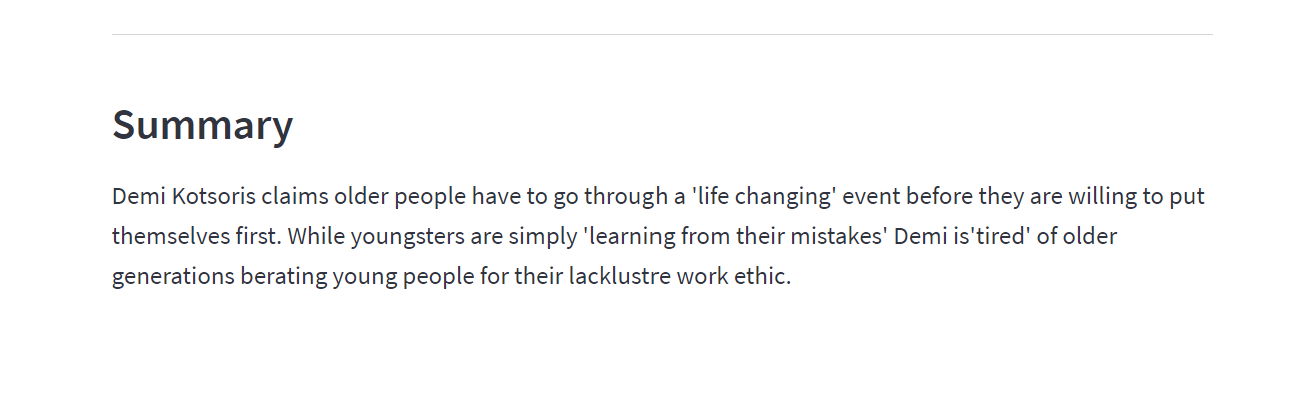 Summary
Demi Kotsoris claims older people have to go through a 'life changing' event before they are willing to put
themselves first. While youngsters are simply 'learning from their mistakes' Demi is'tired' of older
generations berating young people for their lacklustre work ethic.